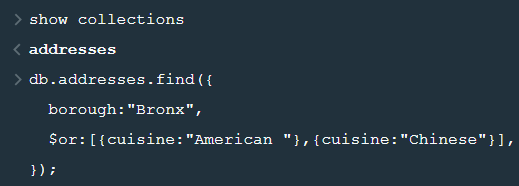 > show collections
< addresses
> db.addresses.find({
borough:"Bronx",
$or:[{cuisine:"American "},{cuisine:"Chinese"}],
});